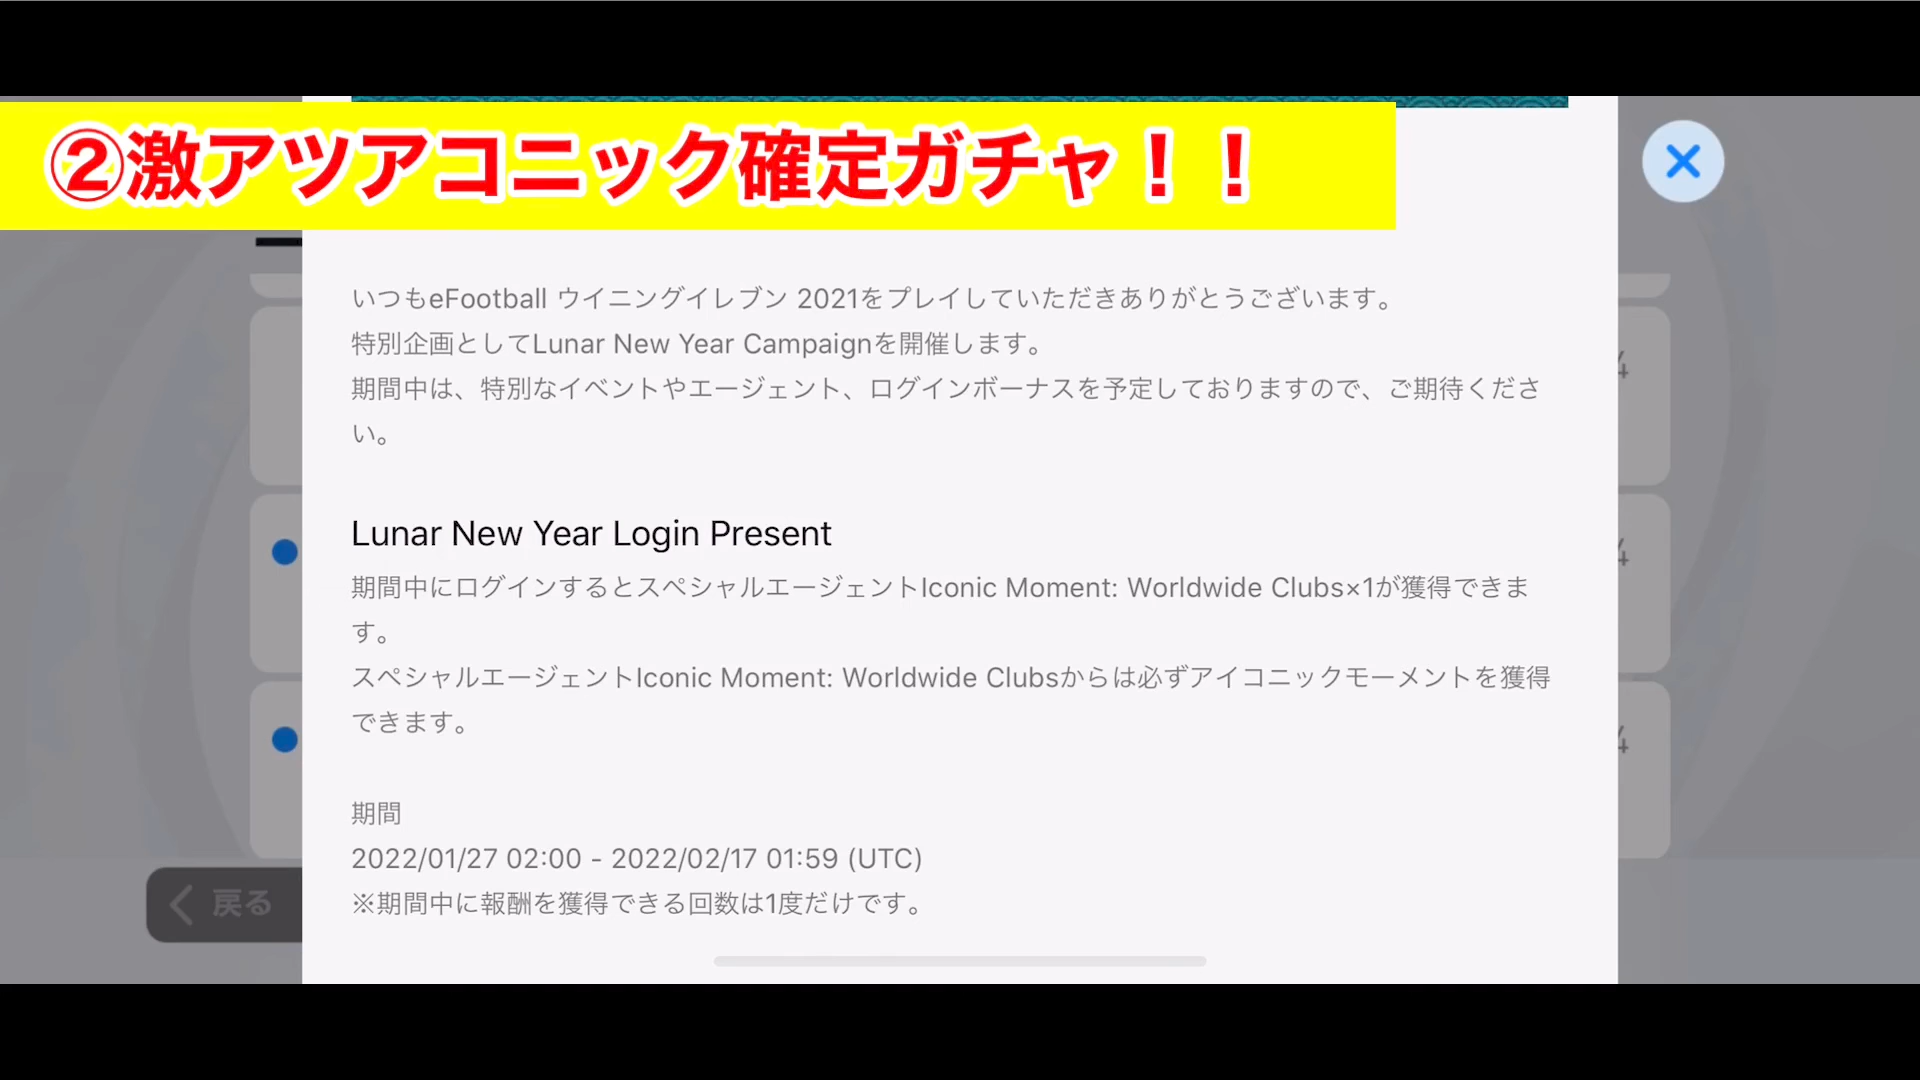 ②激アツアコニック確定ガチャ！！
いつもeFootball ウイニングイレブン 2021をプレイしていただきありがとうございます。
特別企画としてLunar New Year Campaignを開催します。
期間中は、特別なイベントやエージェント、ログインボーナスを予定しておりますので、ご期待くださ
い。
Lunar New Year Login Present
期間中にログインするとスペシャルエージェントIconic Moment: Worldwide Clubs×1が獲得できま
す。
スペシャルエージェントIconic Moment: Worldwide Clubsからは必ずアイコニックモーメントを獲得
できます。
期間
2022/01/27 02:00 - 2022/02/17 01:59 (UTC)
※期間中に報酬を獲得できる回数は1度だけです。
戻る